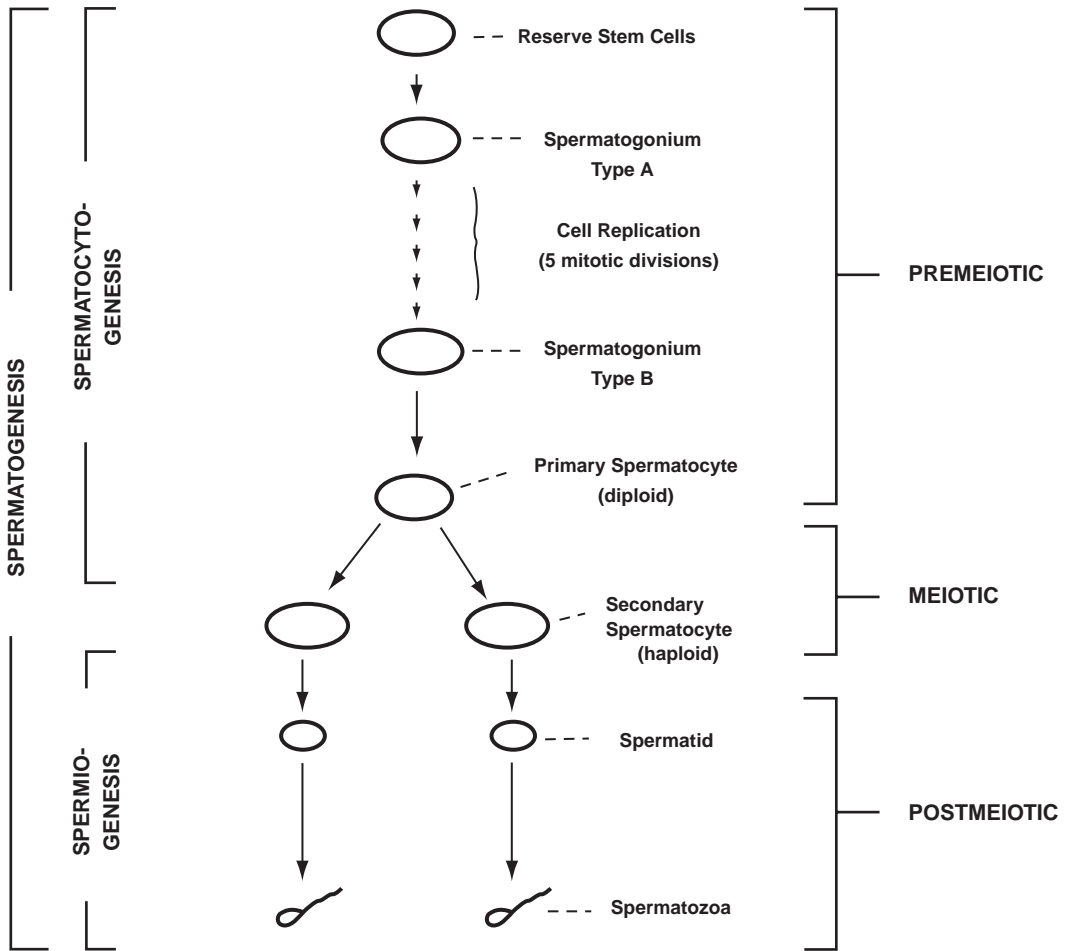 Reserve Stem Cells
Spermatogonium
Type A
Cell Replication
(5 mitotic divisions)
Spermatogonium
Type B
Primary Spermatocyte
(diploid)
Secondary
Spermatocyte
(haploid)
Spermatid
Spermatozoa
SPERMATOGENESIS
SPERMATOCYTO-
GENESIS
SPERMIO-
GENESIS
PREMEIOTIC
MEIOTIC
POSTMEIOTIC